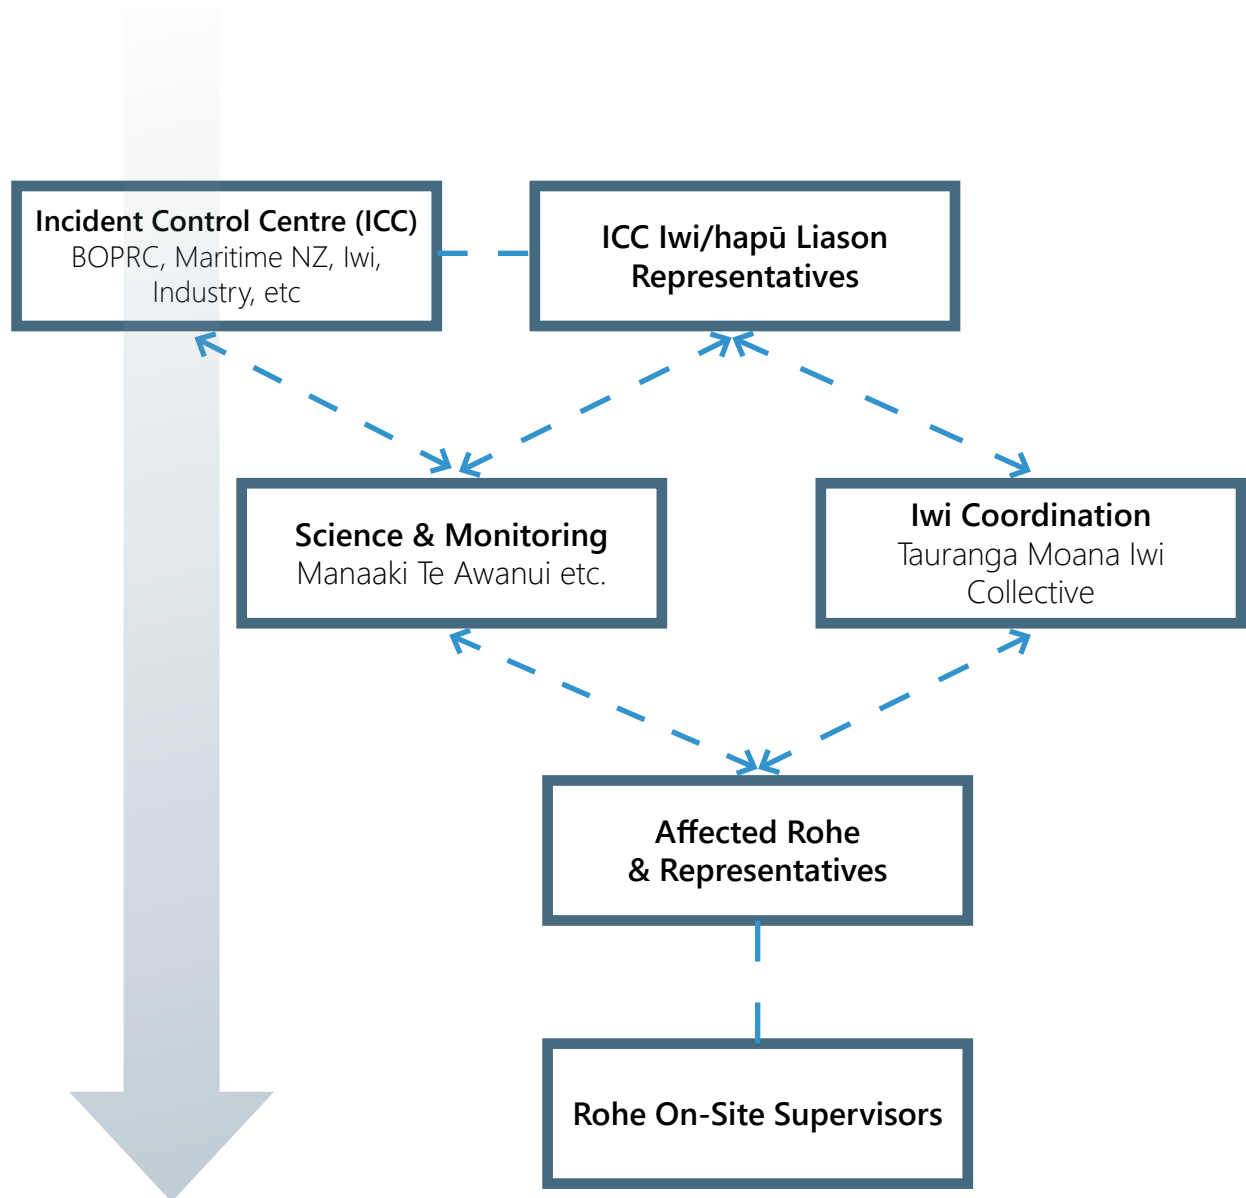 Incident Control Centre (ICC)
BOPRC, Maritime NZ, Iwi,
Industry, etc
ICC Iwi/hapū Liason
Representatives
Science & Monitoring
Manaaki Te Awanui etc.
Iwi Coordination
Tauranga Moana Iwi
Collective
Affected Rohe
& Representatives
Rohe On-Site Supervisors